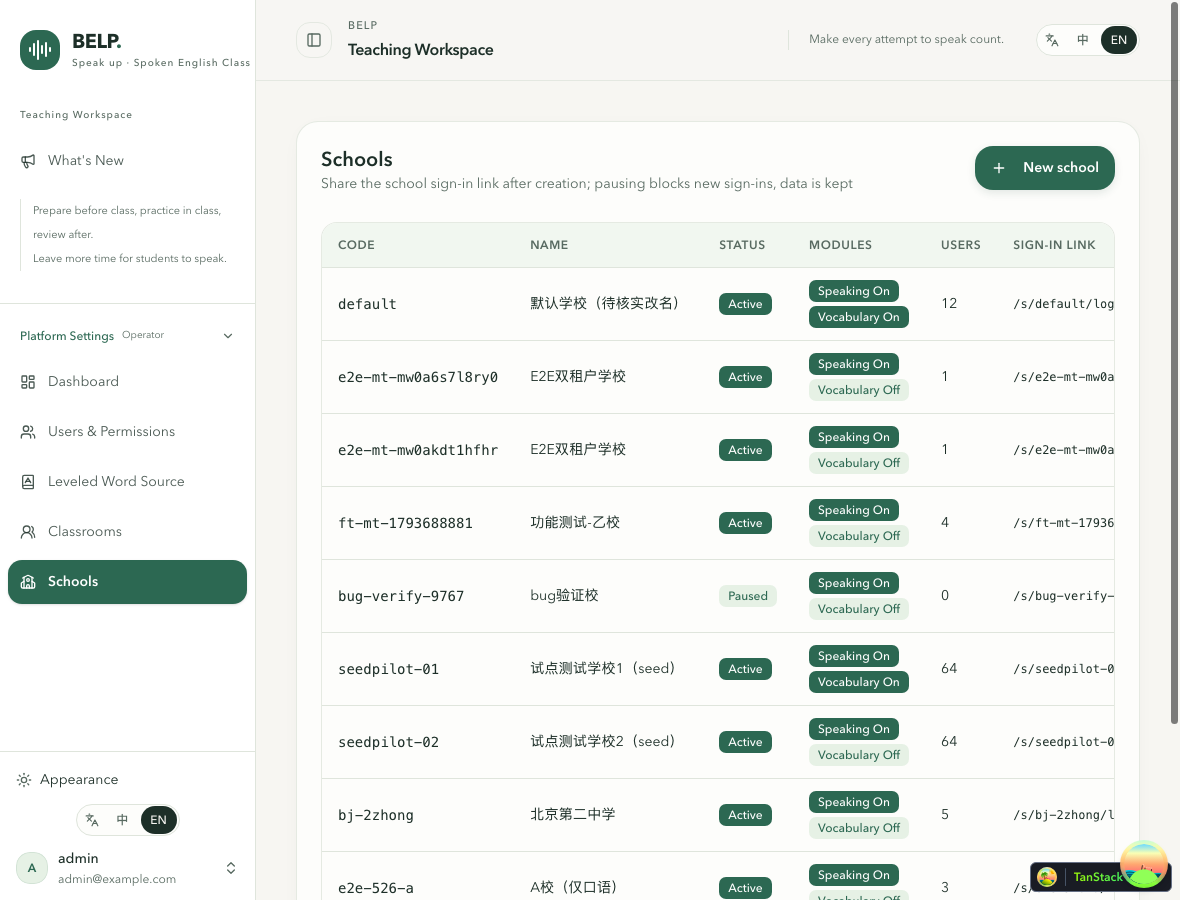 BELP.
Speak up · Spoken English Class
Teaching Workspace
What's New
Prepare before class, practice in class,
review after.
Leave more time for students to speak.
Platform Settings Operator
Dashboard
Users & Permissions
Leveled Word Source
Classrooms
Schools
Appearance
中 EN
A
admin
admin@example.com
BELP
Teaching Workspace
Make every attempt to speak count.
中 EN
Schools
Share the school sign-in link after creation; pausing blocks new sign-ins, data is kept
New school
CODE NAME STATUS MODULES USERS SIGN-IN LINK
default 默认学校（待核实改名） Active Speaking On 12 /s/default/log
Vocabulary On
e2e-mt-mw0a6s7l8ry0 E2E双租户学校 Active Speaking On 1 /s/e2e-mt-mw0a
Vocabulary Off
e2e-mt-mw0akdt1hfhr E2E双租户学校 Active Speaking On 1 /s/e2e-mt-mw0a
Vocabulary Off
ft-mt-1793688881 功能测试-乙校 Active Speaking On 4 /s/ft-mt-17936
Vocabulary Off
bug-verify-9767 bug验证校 Paused Speaking On 0 /s/bug-verify-
Vocabulary Off
seedpilot-01 试点测试学校1（seed） Active Speaking On 64 /s/seedpilot-0
Vocabulary On
seedpilot-02 试点测试学校2（seed） Active Speaking On 64 /s/seedpilot-0
Vocabulary Off
bj-2zhong 北京第二中学 Active Speaking On 5 /s/bj-2zhong/l
Vocabulary Off
e2e-526-a A校（仅口语） Active Speaking On 3 /s/
Vocabulary Off
TanStack